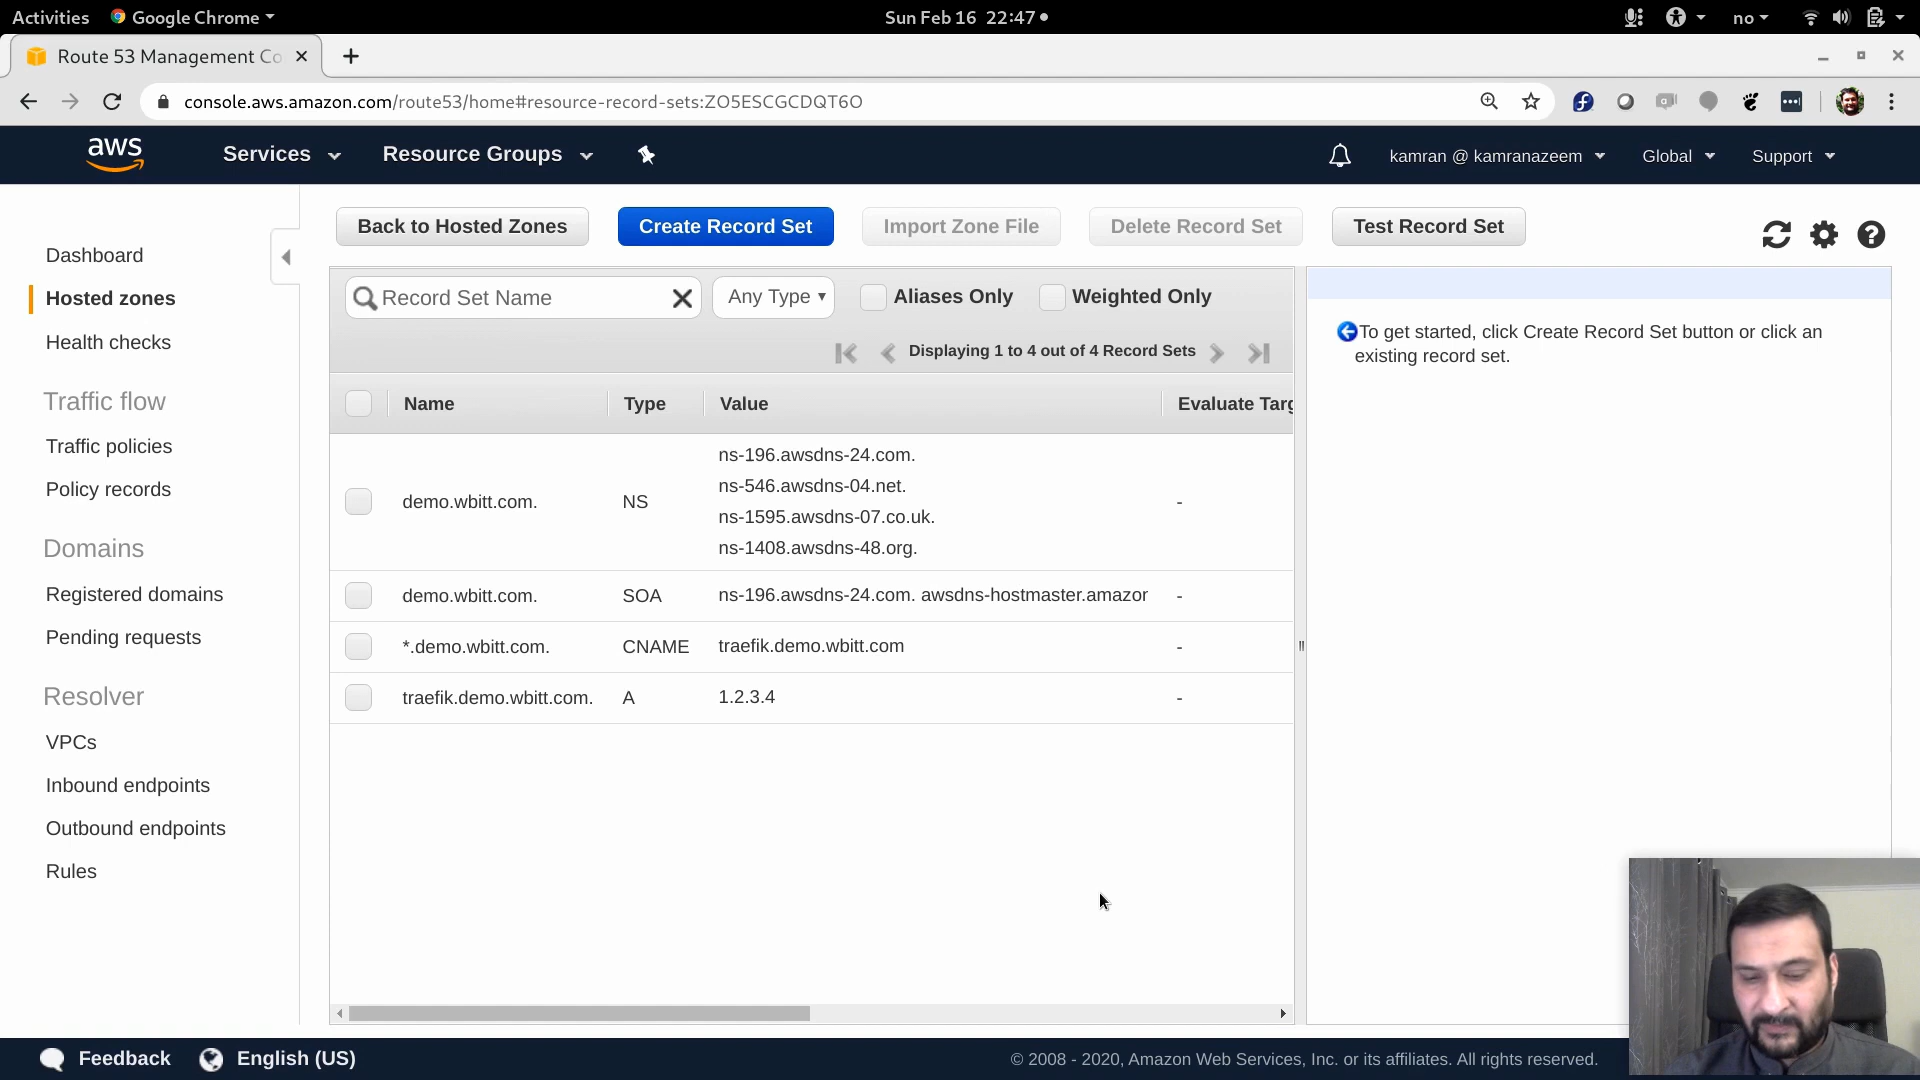 Activities
Google Chrome
Sun Feb 16 22:47
no
Route 53 Management Co
console.aws.amazon.com/route53/home#resource-record-sets:ZO5ESCGCDQT6O
aws
Services
Resource Groups
kamran @ kamranazeem
Global
Support
Back to Hosted Zones
Create Record Set
Import Zone File
Delete Record Set
Test Record Set
Dashboard
Hosted zones
Health checks
Traffic flow
Traffic policies
Policy records
Domains
Registered domains
Pending requests
Resolver
VPCs
Inbound endpoints
Outbound endpoints
Rules
Record Set Name
Any Type
Aliases Only
Weighted Only
Displaying 1 to 4 out of 4 Record Sets
Name Type Value Evaluate Targ
demo.wbitt.com. NS
ns-196.awsdns-24.com.
ns-546.awsdns-04.net.
ns-1595.awsdns-07.co.uk.
ns-1408.awsdns-48.org.
-
demo.wbitt.com. SOA ns-196.awsdns-24.com. awsdns-hostmaster.amazor -
*.demo.wbitt.com. CNAME traefik.demo.wbitt.com -
traefik.demo.wbitt.com. A 1.2.3.4 -
To get started, click Create Record Set button or click an
existing record set.
Feedback
English (US)
© 2008 - 2020, Amazon Web Services, Inc. or its affiliates. All rights reserved.